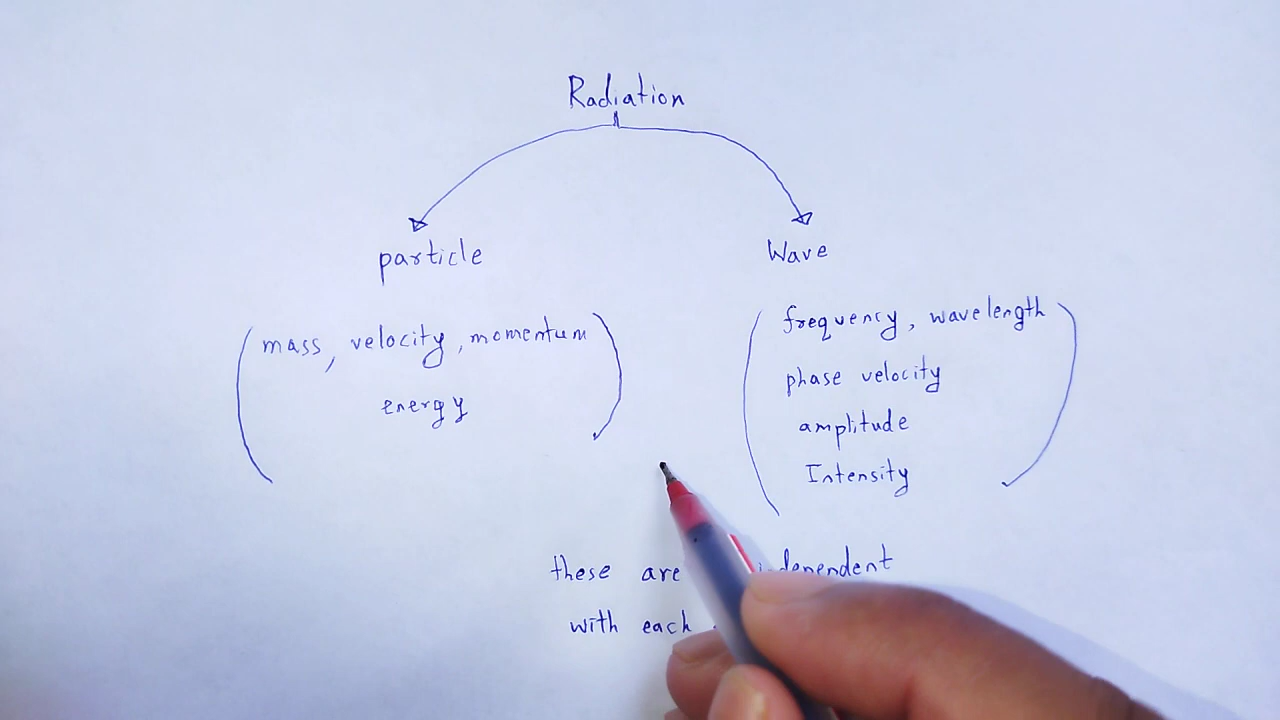 Radiation
particle
Wave
mass, velocity, momentum
energy
frequency, wavelength
phase velocity
amplitude
Intensity
these are
with each